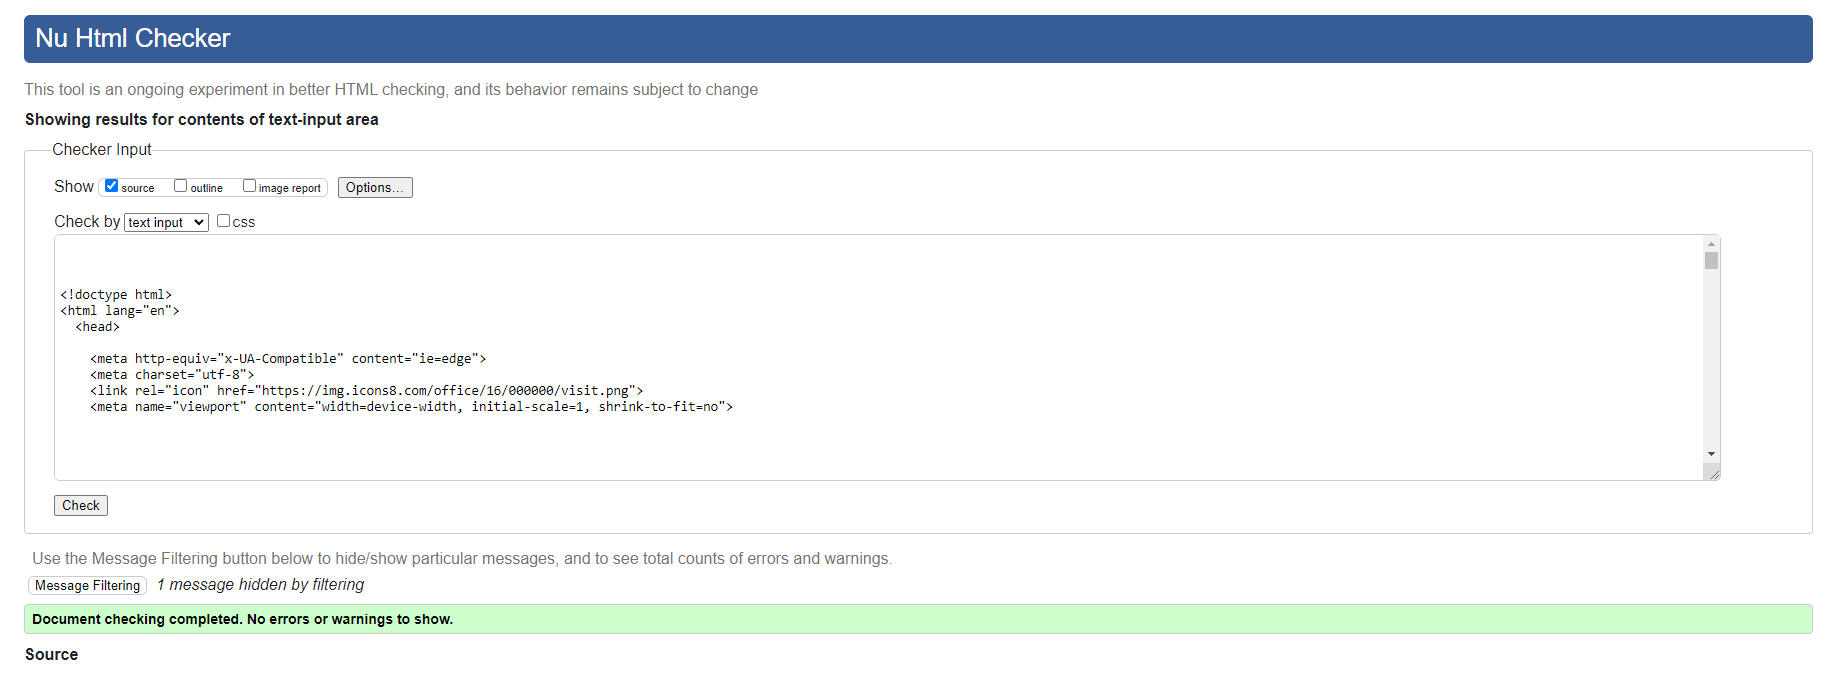 Nu Html Checker
This tool is an ongoing experiment in better HTML checking, and its behavior remains subject to change
Showing results for contents of text-input area
Checker Input
Show source outline image report Options...
Check by text input css
<!doctype html>
<html lang="en">
  <head>
    <meta http-equiv="x-UA-Compatible" content="ie=edge">
    <meta charset="utf-8">
    <link rel="icon" href="https://img.icons8.com/office/16/000000/visit.png">
    <meta name="viewport" content="width=device-width, initial-scale=1, shrink-to-fit=no">
Check
Use the Message Filtering button below to hide/show particular messages, and to see total counts of errors and warnings.
Message Filtering 1 message hidden by filtering
Document checking completed. No errors or warnings to show.
Source